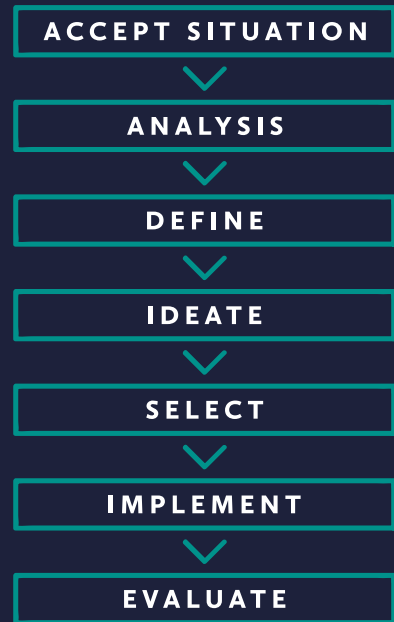 ACCEPT SITUATION
ANALYSIS
DEFINE
IDEATE
SELECT
IMPLEMENT
EVALUATE